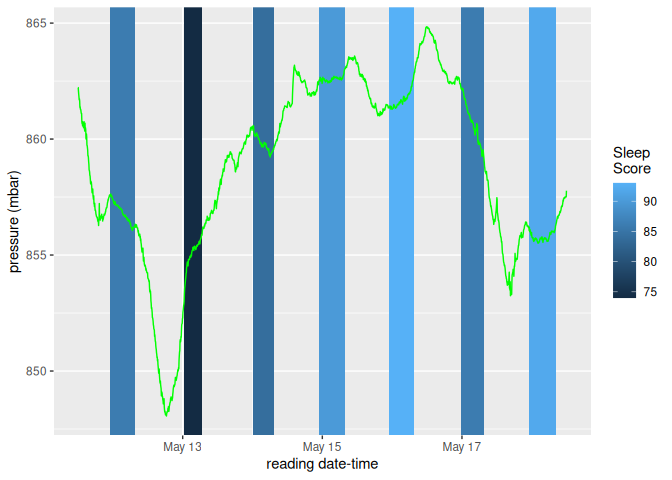 865
860
855
850
pressure (mbar)
May 13
May 15
May 17
reading date-time
Sleep
Score
90
85
80
75